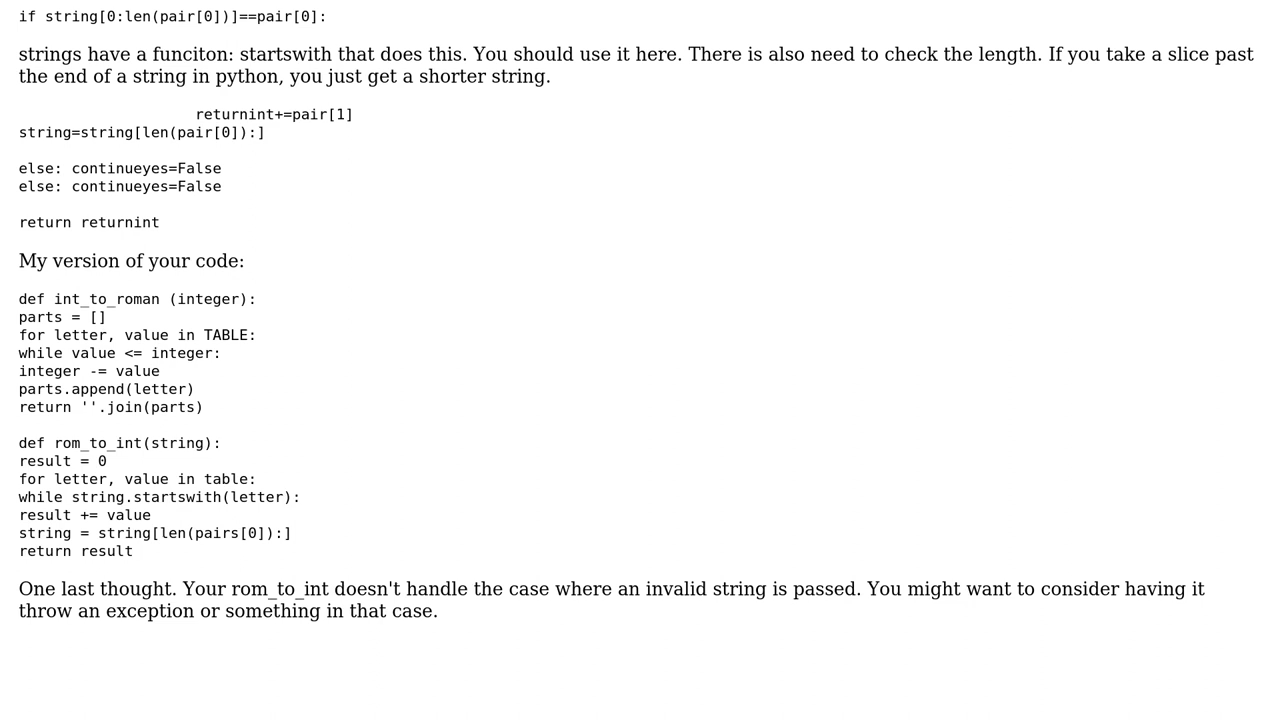 if string[0:len(pair[0])]==pair[0]:
strings have a funciton: startswith that does this. You should use it here. There is also need to check the length. If you take a slice past
the end of a string in python, you just get a shorter string.
returnint+=pair[1]
string=string[len(pair[0]):]
else: continueyes=False
else: continueyes=False
return returnint
My version of your code:
def int_to_roman (integer):
parts = []
for letter, value in TABLE:
while value <= integer:
integer -= value
parts.append(letter)
return ''.join(parts)
def rom_to_int(string):
result = 0
for letter, value in table:
while string.startswith(letter):
result += value
string = string[len(pairs[0]):]
return result
One last thought. Your rom_to_int doesn't handle the case where an invalid string is passed. You might want to consider having it
throw an exception or something in that case.